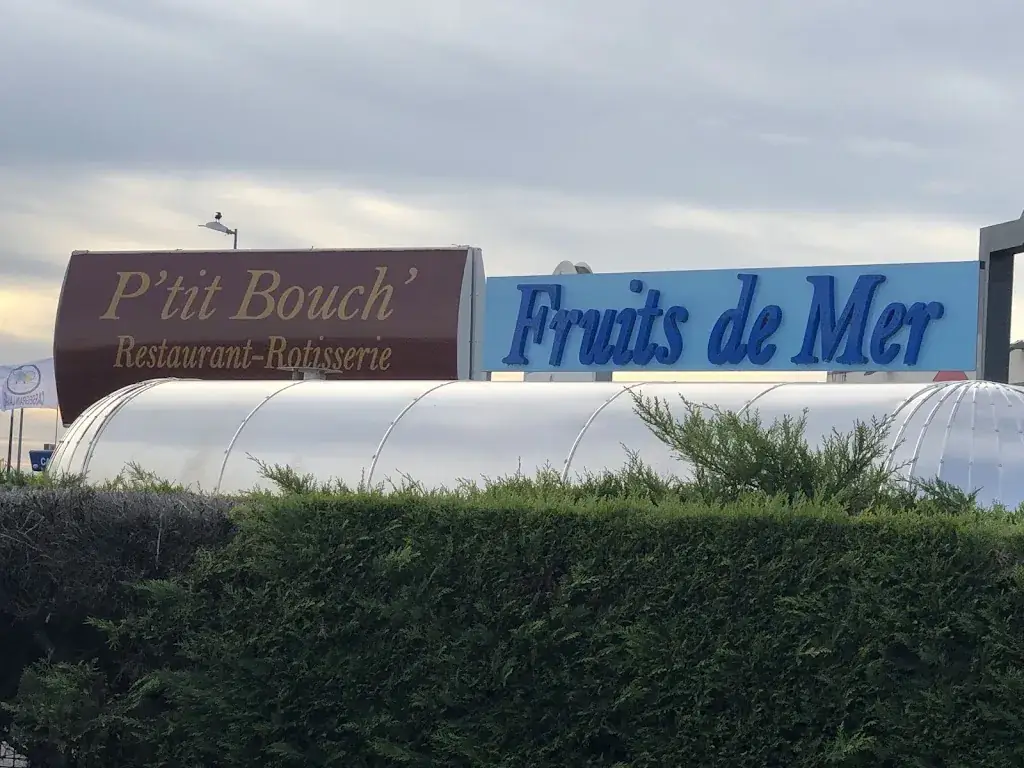 P'tit Bouch'
Restaurant-Rotisserie
Fruits de Mer